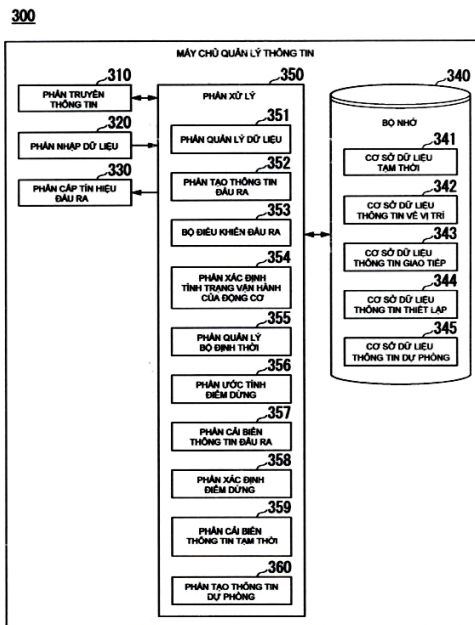 300
MÁY CHỦ QUẢN LÝ THÔNG TIN
310
PHẦN TRUYỀN
THÔNG TIN
320
PHẦN NHẬP DỮ LIỆU
330
PHẦN CẤP TÍN HIỆU
ĐẦU RA
350
PHẦN XỬ LÝ
351
PHẦN QUẢN LÝ DỮ LIỆU
352
PHẦN TẠO THÔNG TIN
ĐẦU RA
353
BỘ ĐIỀU KHIỂN ĐẦU RA
354
PHẦN XÁC ĐỊNH
TÌNH TRẠNG VẬN HÀNH
CỦA ĐỘNG CƠ
355
PHẦN QUẢN LÝ
BỘ ĐỊNH THỜI
356
PHẦN ƯỚC TÍNH
ĐIỂM DỪNG
357
PHẦN CẢI BIẾN
THÔNG TIN ĐẦU RA
358
PHẦN XÁC ĐỊNH
ĐIỂM DỪNG
359
PHẦN CẢI BIẾN
THÔNG TIN TẠM THỜI
360
PHẦN TẠO THÔNG TIN
DỰ PHÒNG
340
BỘ NHỚ
341
CƠ SỞ DỮ LIỆU
TẠM THỜI
342
CƠ SỞ DỮ LIỆU
THÔNG TIN VỀ VỊ TRÍ
343
CƠ SỞ DỮ LIỆU
THÔNG TIN GIAO TIẾP
344
CƠ SỞ DỮ LIỆU
THÔNG TIN THIẾT LẬP
345
CƠ SỞ DỮ LIỆU
THÔNG TIN DỰ PHÒNG